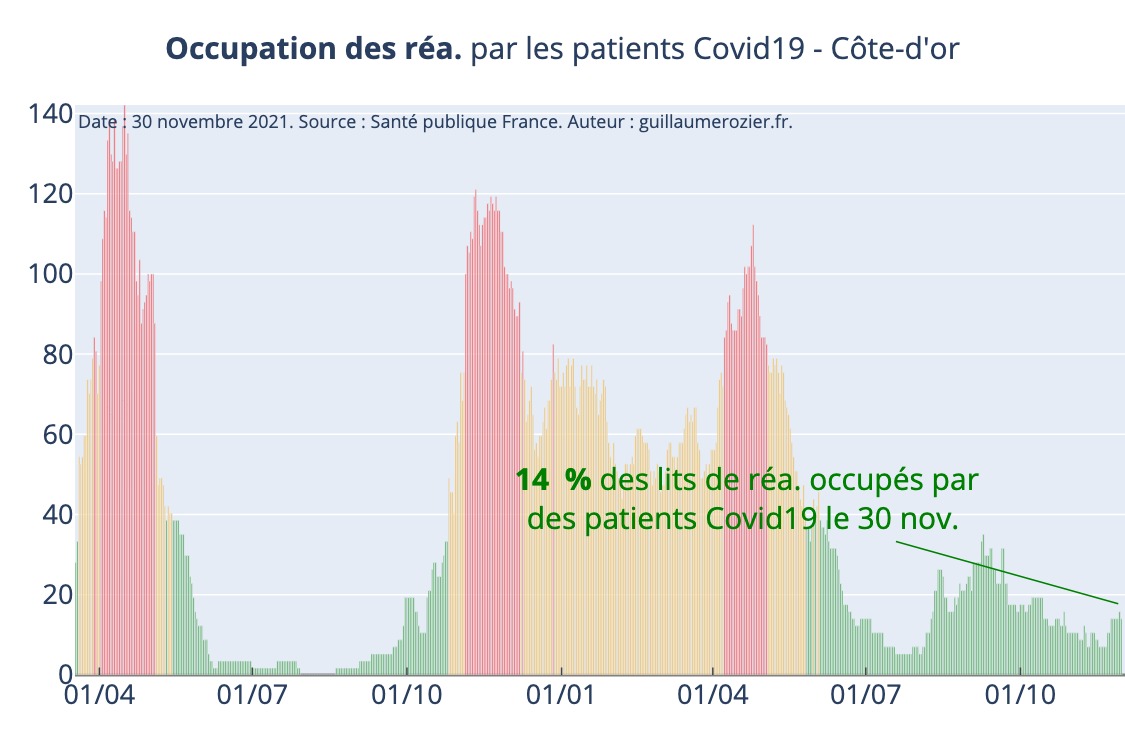 Occupation des réa. par les patients Covid19 - Côte-d'or
140
Date : 30 novembre 2021. Source : Santé publique France. Auteur : guillaumerozier.fr.
120
100
80
60
14 % des lits de réa. occupés par
des patients Covid19 le 30 nov.
40
20
0
01/04 01/07 01/10 01/01 01/04 01/07 01/10